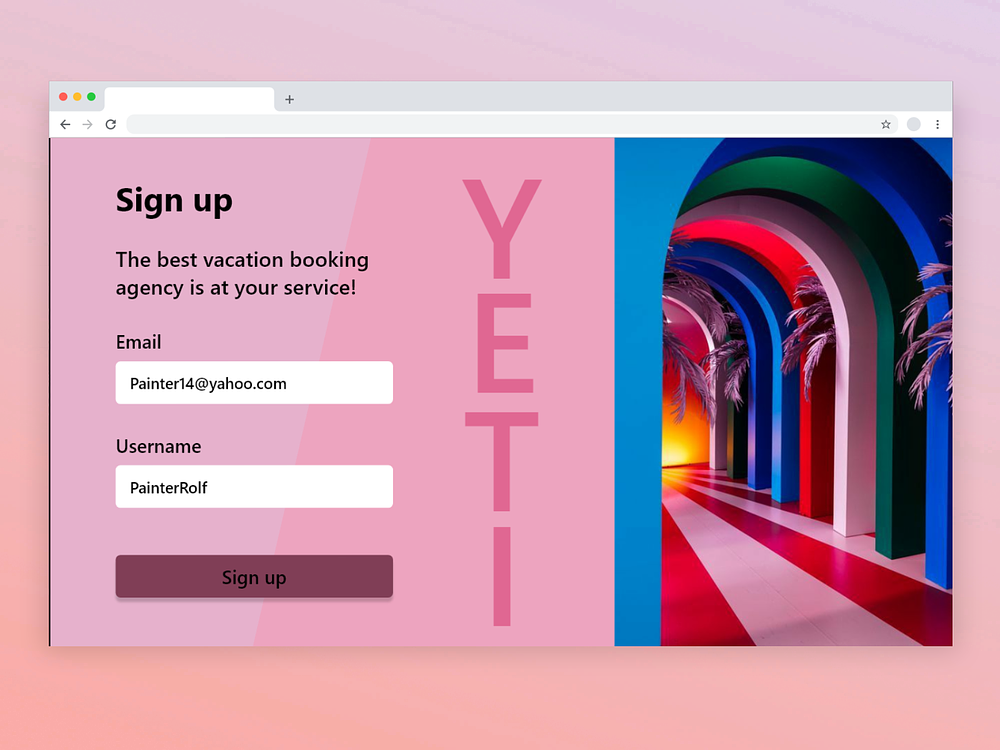 Sign up
The best vacation booking
agency is at your service!
Email
Painter14@yahoo.com
Username
PainterRolf
Sign up
Y
E
T
I